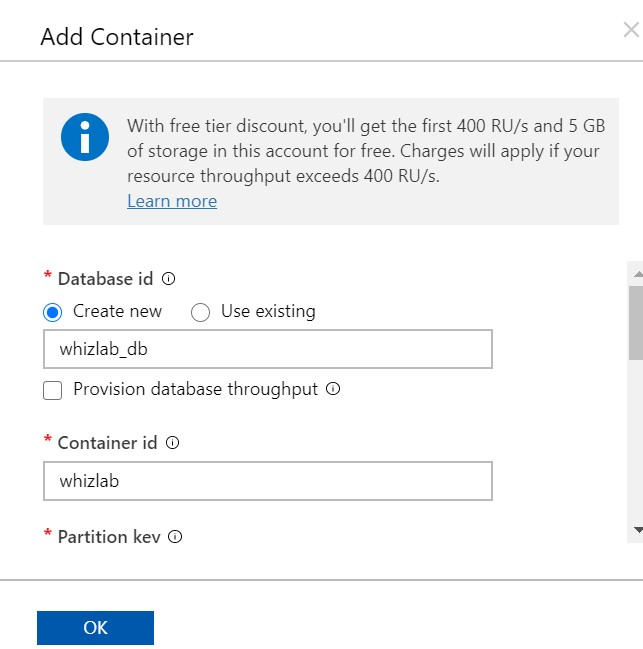 Add Container
With free tier discount, you'll get the first 400 RU/s and 5 GB
of storage in this account for free. Charges will apply if your
resource throughput exceeds 400 RU/s.
Learn more
* Database id
Create new Use existing
whizlab_db
Provision database throughput
* Container id
whizlab
* Partition key
OK